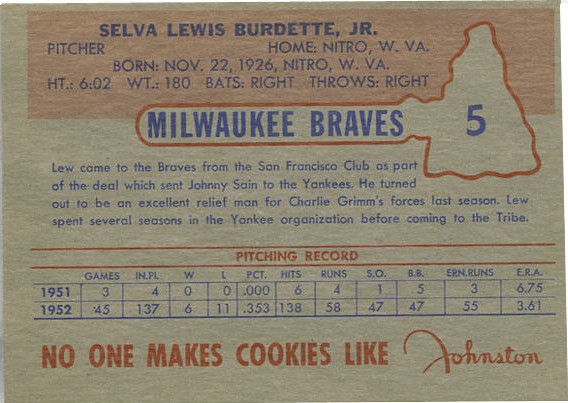 SELVA LEWIS BURDETTE, JR.
PITCHER HOME: NITRO, W. VA.
BORN: NOV. 22, 1926, NITRO, W. VA.
HT.: 6:02 WT.: 180 BATS: RIGHT THROWS: RIGHT
MILWAUKEE BRAVES 5
Lew came to the Braves from the San Francisco Club as part
of the deal which sent Johnny Sain to the Yankees. He turned
out to be an excellent relief man for Charlie Grimm's forces last season. Lew
spent several seasons in the Yankee organization before coming to the Tribe.
PITCHING RECORD
GAMES IN.PI. W L PCT. HITS RUNS S.O. B.B. ERN.RUNS E.R.A.
1951 3 4 0 0 .000 6 4 1 5 3 6.75
1952 45 137 6 11 .353 138 58 47 47 55 3.61
NO ONE MAKES COOKIES LIKE Johnston